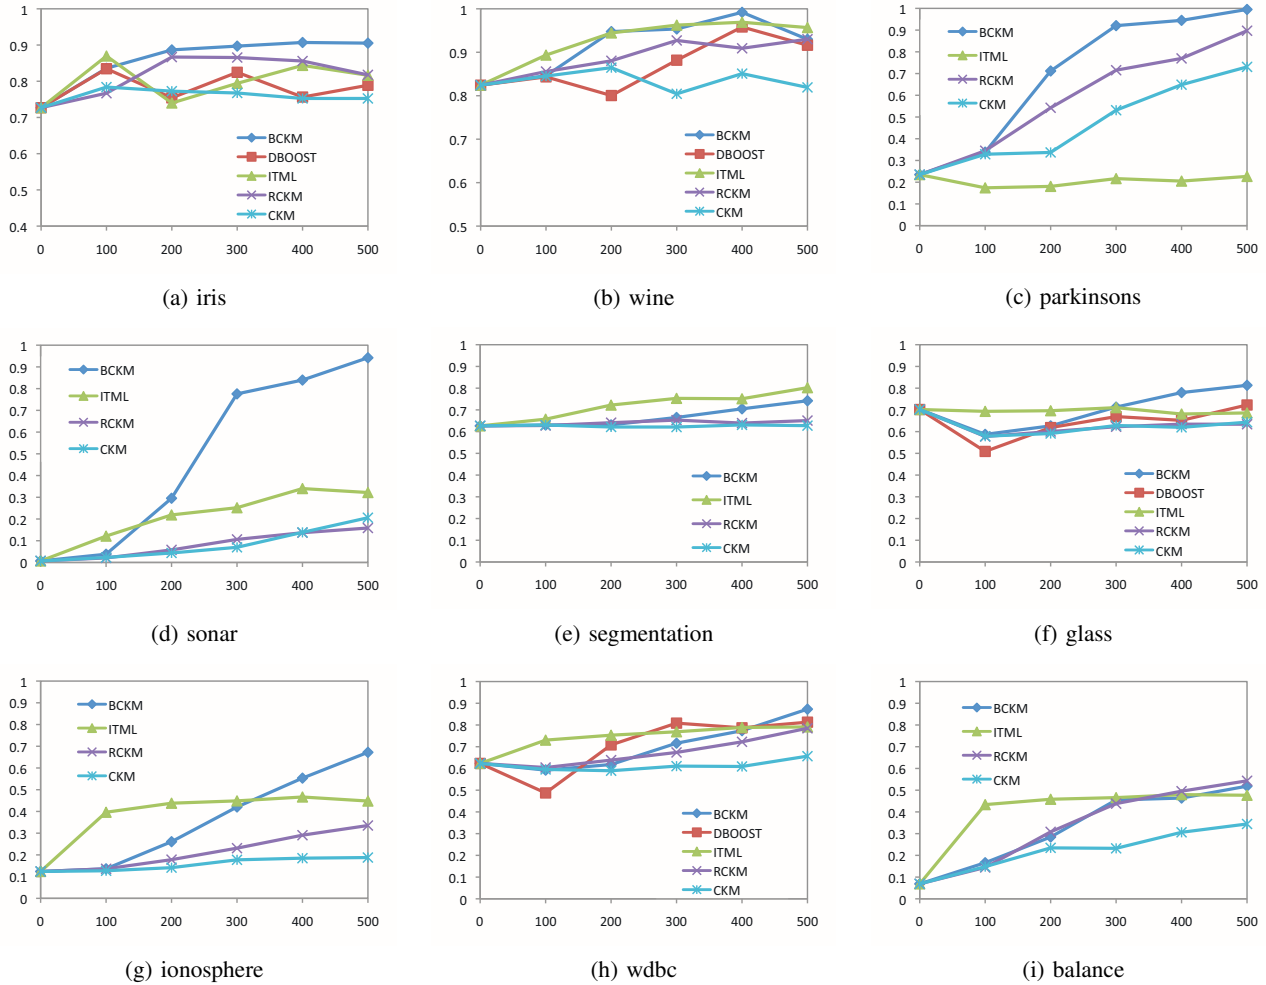 1
0.9
0.8
0.7
0.6
0.5
0.4
0 100 200 300 400 500
BCKM
DBOOST
ITML
RCKM
CKM
(a) iris
1
0.9
0.8
0.7
0.6
0.5
0 100 200 300 400 500
BCKM
DBOOST
ITML
RCKM
CKM
(b) wine
1
0.9
0.8
0.7
0.6
0.5
0.4
0.3
0.2
0.1
0
0 100 200 300 400 500
BCKM
ITML
RCKM
CKM
(c) parkinsons
1
0.9
0.8
0.7
0.6
0.5
0.4
0.3
0.2
0.1
0
0 100 200 300 400 500
BCKM
ITML
RCKM
CKM
(d) sonar
1
0.9
0.8
0.7
0.6
0.5
0.4
0.3
0.2
0.1
0
0 100 200 300 400 500
BCKM
ITML
RCKM
CKM
(e) segmentation
1
0.9
0.8
0.7
0.6
0.5
0.4
0.3
0.2
0.1
0
0 100 200 300 400 500
BCKM
DBOOST
ITML
RCKM
CKM
(f) glass
1
0.9
0.8
0.7
0.6
0.5
0.4
0.3
0.2
0.1
0
0 100 200 300 400 500
BCKM
ITML
RCKM
CKM
(g) ionosphere
1
0.9
0.8
0.7
0.6
0.5
0.4
0.3
0.2
0.1
0
0 100 200 300 400 500
BCKM
DBOOST
ITML
RCKM
CKM
(h) wdbc
1
0.9
0.8
0.7
0.6
0.5
0.4
0.3
0.2
0.1
0
0 100 200 300 400 500
BCKM
ITML
RCKM
CKM
(i) balance